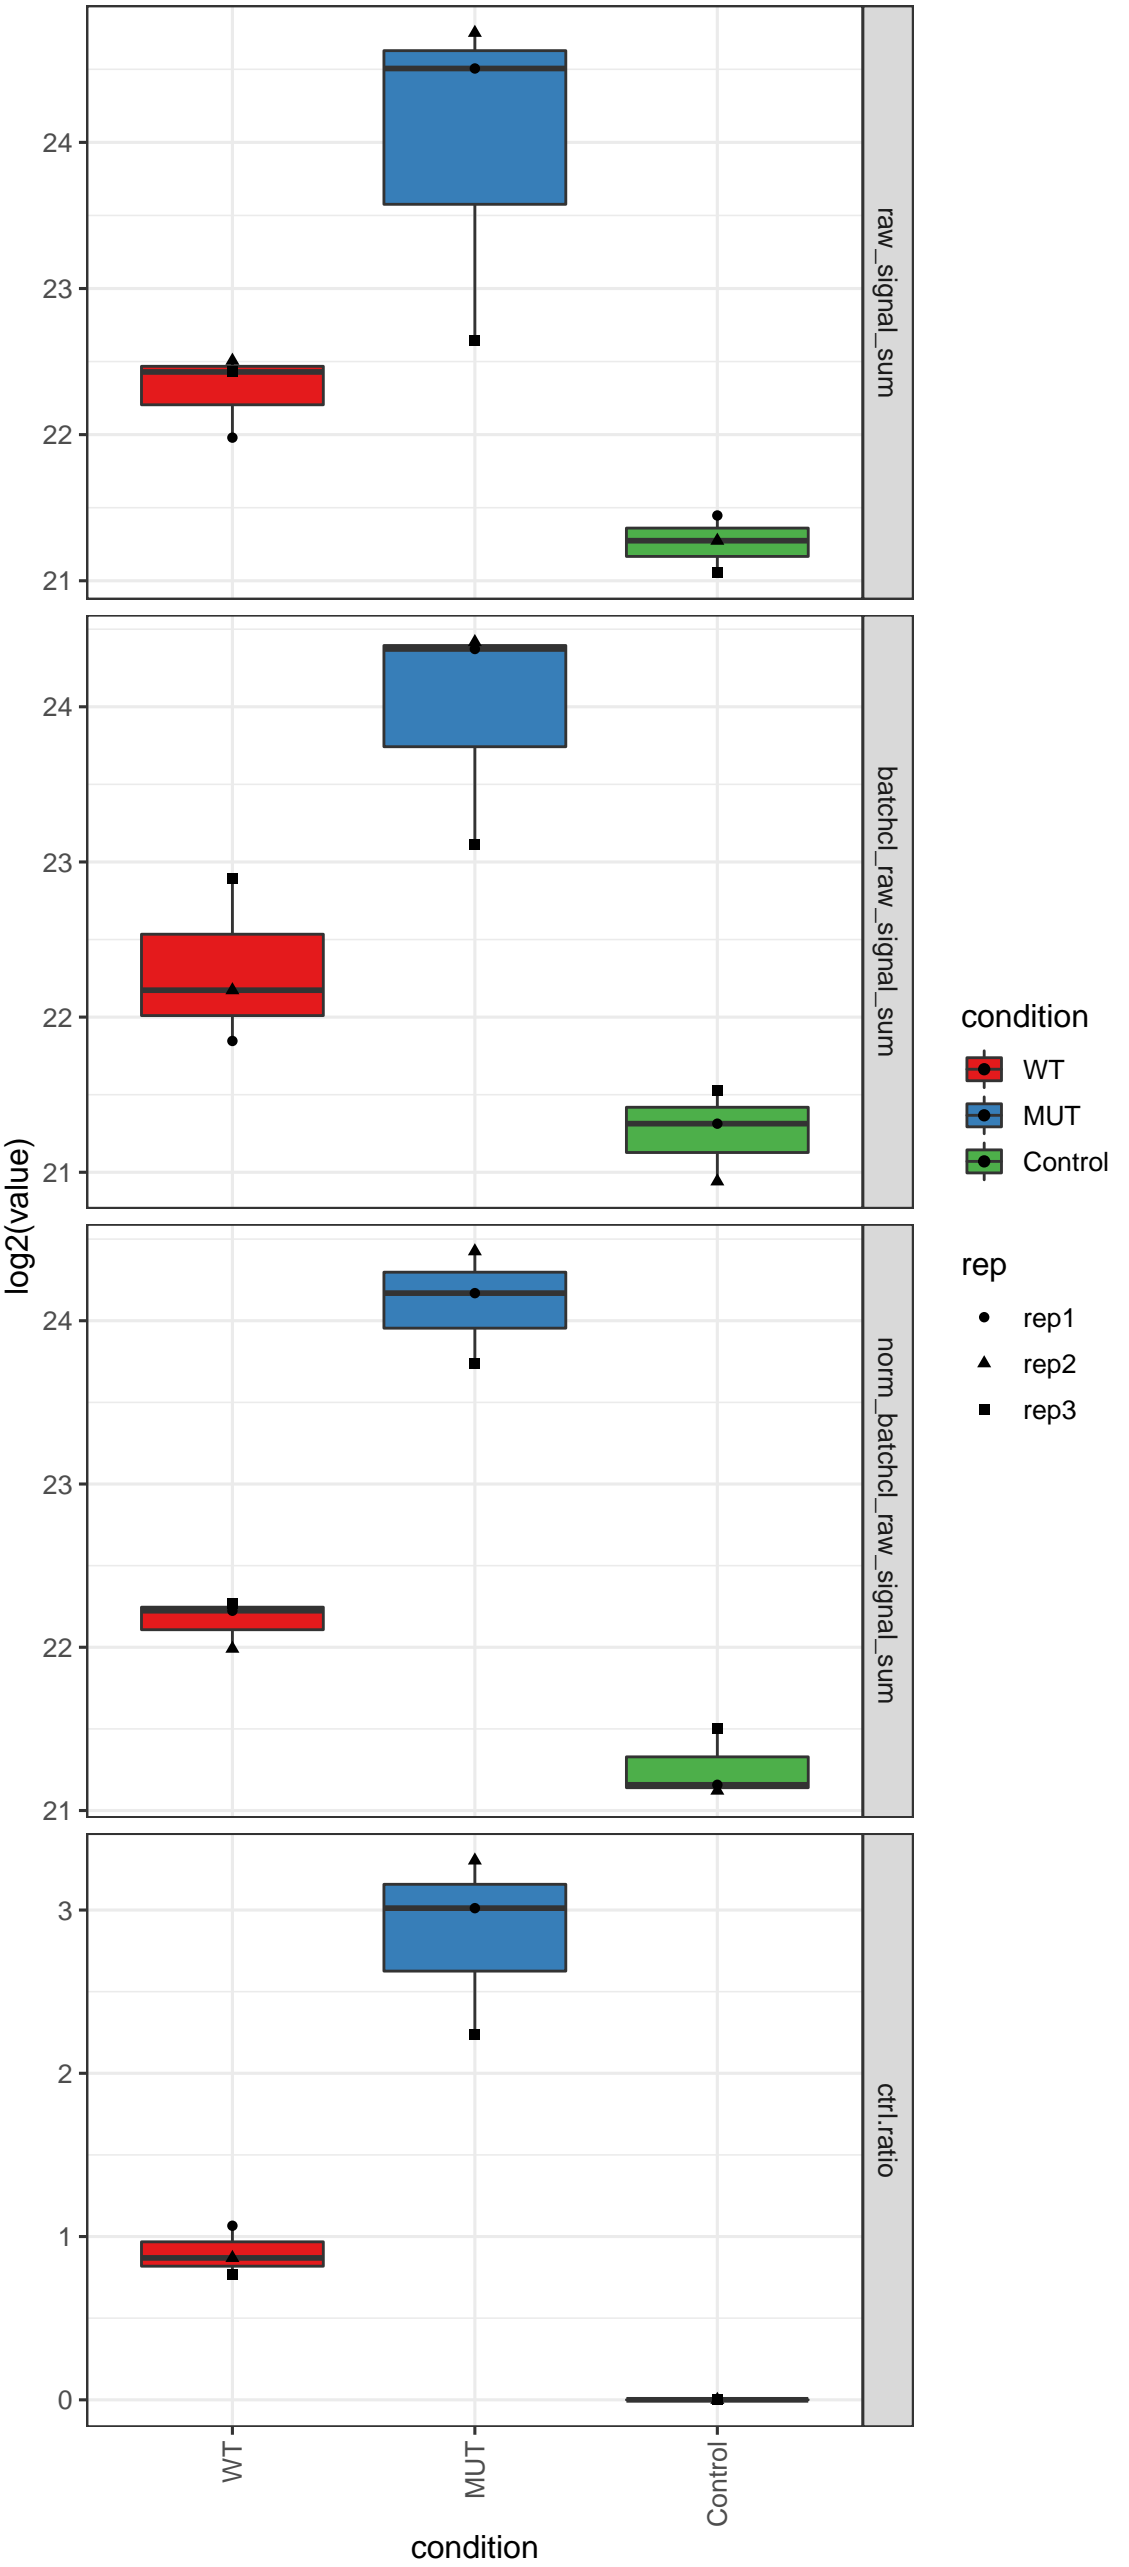 24
23
22
21
raw_signal_sum
24
23
22
21
batchcl_raw_signal_sum
24
23
22
21
norm_batchcl_raw_signal_sum
3
2
1
0
ctrl.ratio
log2(value)
WT
MUT
Control
condition
condition
WT
MUT
Control
rep
rep1
rep2
rep3